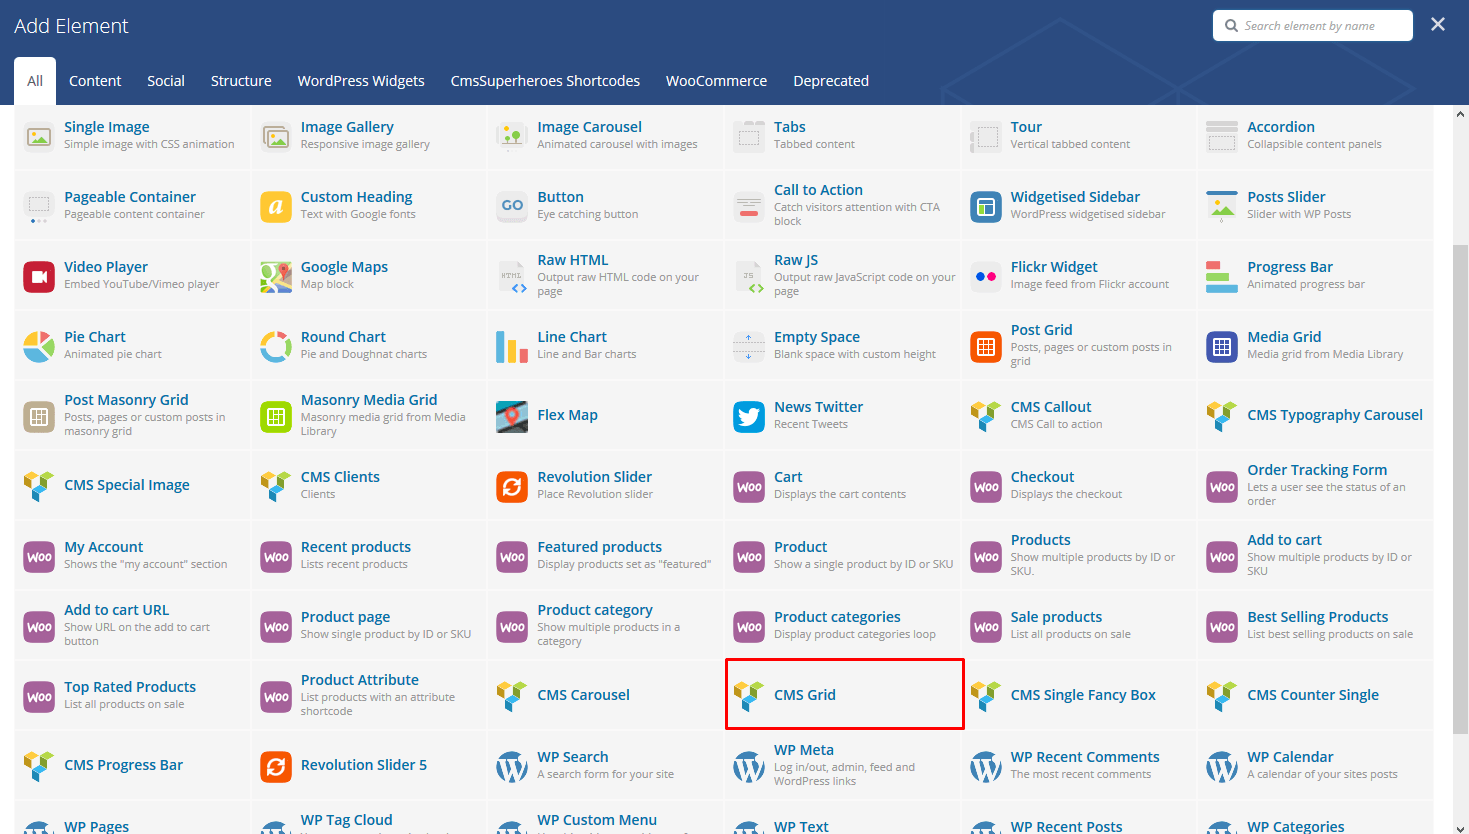 Add Element
Search element by name
All Content Social Structure WordPress Widgets CmsSuperheroes Shortcodes WooCommerce Deprecated
Single Image
Simple image with CSS animation
Image Gallery
Responsive image gallery
Image Carousel
Animated carousel with images
Tabs
Tabbed content
Tour
Vertical tabbed content
Accordion
Collapsible content panels
Pageable Container
Pageable content container
a
Custom Heading
Text with Google fonts
GO
Button
Eye catching button
Call to Action
Catch visitors attention with CTA
block
Widgetised Sidebar
WordPress widgetised sidebar
Posts Slider
Slider with WP Posts
Video Player
Embed YouTube/Vimeo player
Google Maps
Map block
HTML
Raw HTML
Output raw HTML code on your
page
JS
Raw JS
Output raw JavaScript code on your
page
Flickr Widget
Image feed from Flickr account
Progress Bar
Animated progress bar
Pie Chart
Animated pie chart
Round Chart
Pie and Doughnat charts
Line Chart
Line and Bar charts
Empty Space
Blank space with custom height
Post Grid
Posts, pages or custom posts in
grid
Media Grid
Media grid from Media Library
Post Masonry Grid
Posts, pages or custom posts in
masonry grid
Masonry Media Grid
Masonry media grid from Media
Library
Flex Map
News Twitter
Recent Tweets
CMS Callout
CMS Call to action
CMS Typography Carousel
CMS Special Image
CMS Clients
Clients
Revolution Slider
Place Revolution slider
Woo
Cart
Displays the cart contents
Woo
Checkout
Displays the checkout
Woo
Order Tracking Form
Lets a user see the status of an
order
Woo
My Account
Shows the "my account" section
Woo
Recent products
Lists recent products
Woo
Featured products
Display products set as "featured"
Woo
Product
Show a single product by ID or SKU
Woo
Products
Show multiple products by ID or
SKU.
Woo
Add to cart
Show multiple products by ID or
SKU
Woo
Add to cart URL
Show URL on the add to cart
button
Woo
Product page
Show single product by ID or SKU
Woo
Product category
Show multiple products in a
category
Woo
Product categories
Display product categories loop
Woo
Sale products
List all products on sale
Woo
Best Selling Products
List best selling products on sale
Woo
Top Rated Products
List all products on sale
Woo
Product Attribute
List products with an attribute
shortcode
CMS Carousel
CMS Grid
CMS Single Fancy Box
CMS Counter Single
CMS Progress Bar
Revolution Slider 5
WP Search
A search form for your site
WP Meta
Log in/out, admin, feed and
WordPress links
WP Recent Comments
The most recent comments
WP Calendar
A calendar of your sites posts
WP Pages
WP Tag Cloud
WP Custom Menu
WP Text
WP Recent Posts
WP Categories